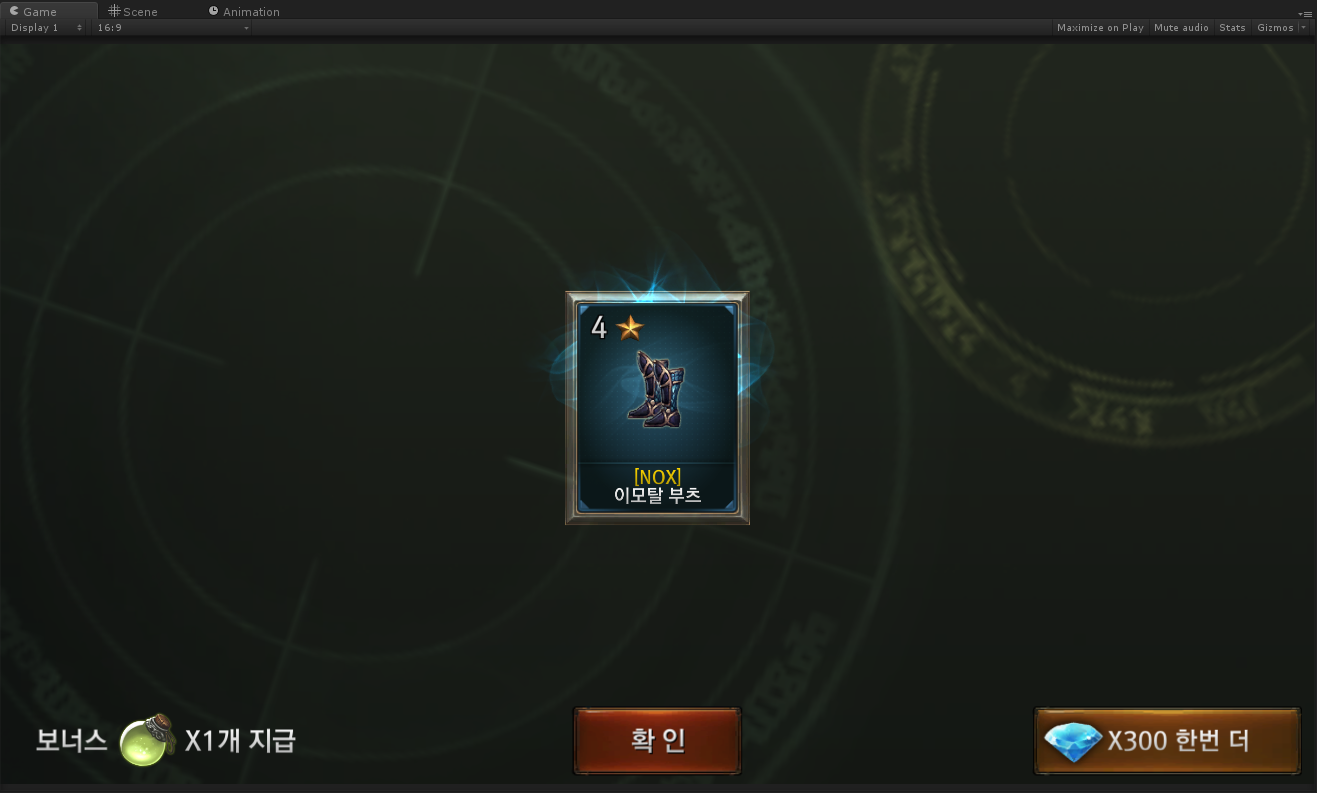 Game
Scene
Animation
Display 1
16:9
Maximize on Play
Mute audio
Stats
Gizmos
4
[NOX]
이모탈 부츠
보너스 X1개 지급
확 인
X300 한번 더